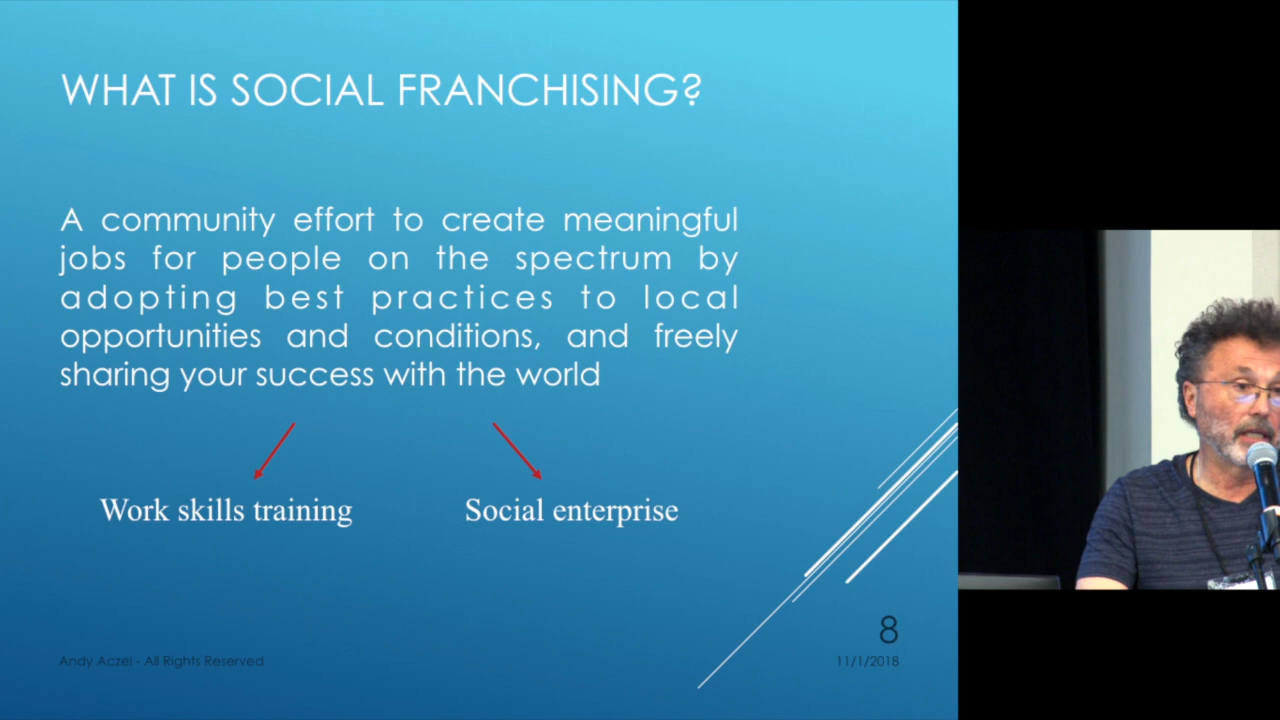 WHAT IS SOCIAL FRANCHISING?
A community effort to create meaningful
jobs for people on the spectrum by
adopting best practices to local
opportunities and conditions, and freely
sharing your success with the world
Work skills training
Social enterprise
8
Andy Aczel - All Rights Reserved
11/1/2018